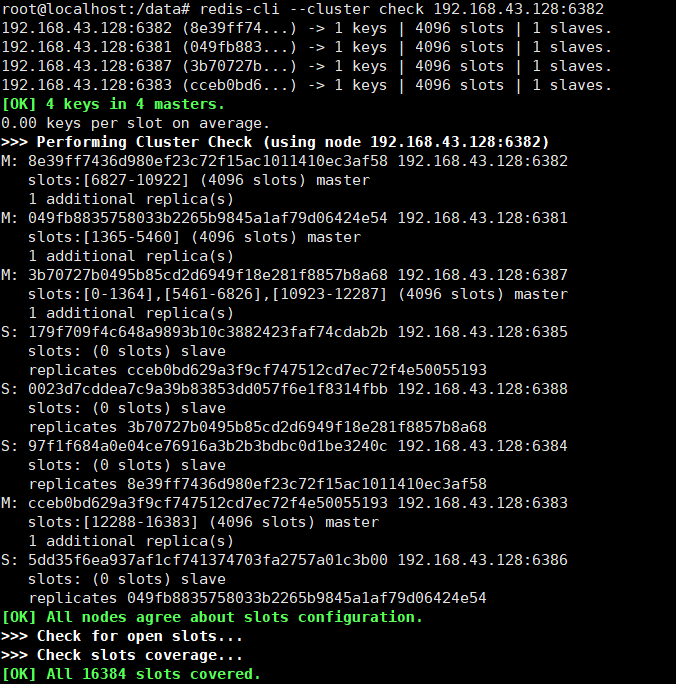 root@localhost:/data# redis-cli --cluster check 192.168.43.128:6382
192.168.43.128:6382 (8e39ff74...) -> 1 keys | 4096 slots | 1 slaves.
192.168.43.128:6381 (049fb883...) -> 1 keys | 4096 slots | 1 slaves.
192.168.43.128:6387 (3b70727b...) -> 1 keys | 4096 slots | 1 slaves.
192.168.43.128:6383 (cceb0bd6...) -> 1 keys | 4096 slots | 1 slaves.
[OK] 4 keys in 4 masters.
0.00 keys per slot on average.
>>> Performing Cluster Check (using node 192.168.43.128:6382)
M: 8e39ff7436d980ef23c72f15ac1011410ec3af58 192.168.43.128:6382
   slots:[6827-10922] (4096 slots) master
   1 additional replica(s)
M: 049fb8835758033b2265b9845a1af79d06424e54 192.168.43.128:6381
   slots:[1365-5460] (4096 slots) master
   1 additional replica(s)
M: 3b70727b0495b85cd2d6949f18e281f8857b8a68 192.168.43.128:6387
   slots:[0-1364],[5461-6826],[10923-12287] (4096 slots) master
   1 additional replica(s)
S: 179f709f4c648a9893b10c3882423faf74cdab2b 192.168.43.128:6385
   slots: (0 slots) slave
   replicates cceb0bd629a3f9cf747512cd7ec72f4e50055193
S: 0023d7cddea7c9a39b83853dd057f6e1f8314fbb 192.168.43.128:6388
   slots: (0 slots) slave
   replicates 3b70727b0495b85cd2d6949f18e281f8857b8a68
S: 97f1f684a0e04ce76916a3b2b3bdbc0d1be3240c 192.168.43.128:6384
   slots: (0 slots) slave
   replicates 8e39ff7436d980ef23c72f15ac1011410ec3af58
M: cceb0bd629a3f9cf747512cd7ec72f4e50055193 192.168.43.128:6383
   slots:[12288-16383] (4096 slots) master
   1 additional replica(s)
S: 5dd35f6ea937af1cf741374703fa2757a01c3b00 192.168.43.128:6386
   slots: (0 slots) slave
   replicates 049fb8835758033b2265b9845a1af79d06424e54
[OK] All nodes agree about slots configuration.
>>> Check for open slots...
>>> Check slots coverage...
[OK] All 16384 slots covered.